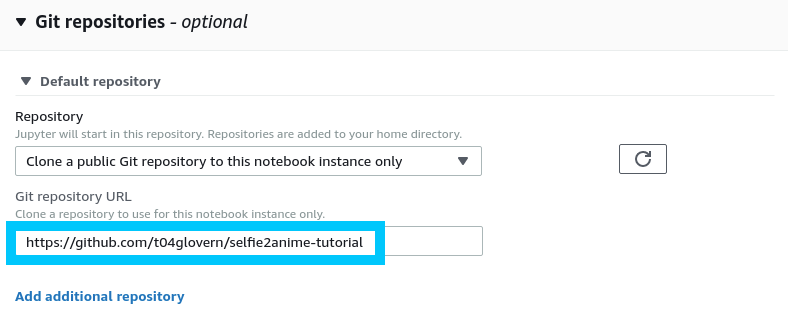 Git repositories - optional
Default repository
Repository
Jupyter will start in this repository. Repositories are added to your home directory.
Clone a public Git repository to this notebook instance only
Git repository URL
Clone a repository to use for this notebook instance only.
https://github.com/t04glovern/selfie2anime-tutorial
Add additional repository